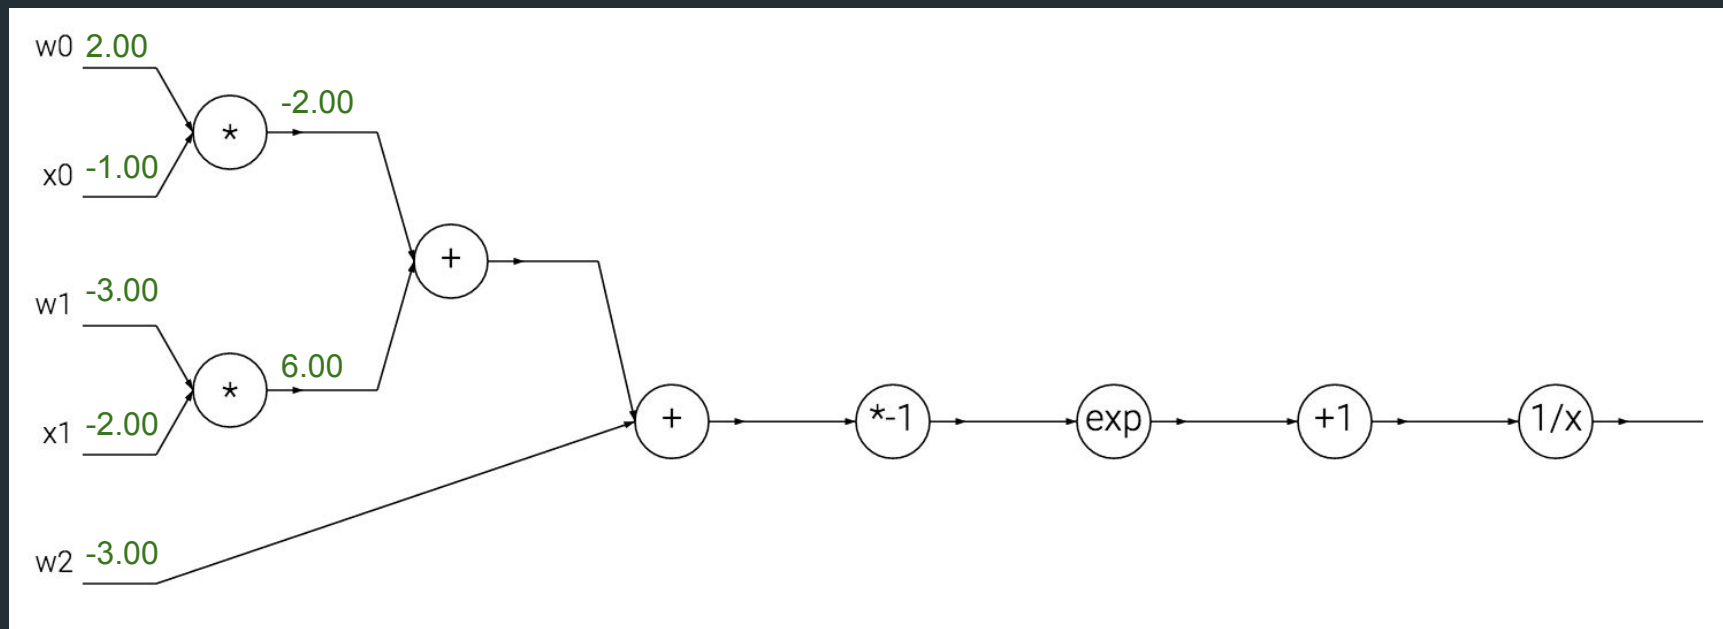 w0 2.00
-2.00
*
x0 -1.00
+
w1 -3.00
6.00
*
x1 -2.00
+ *-1 exp +1 1/x
w2 -3.00